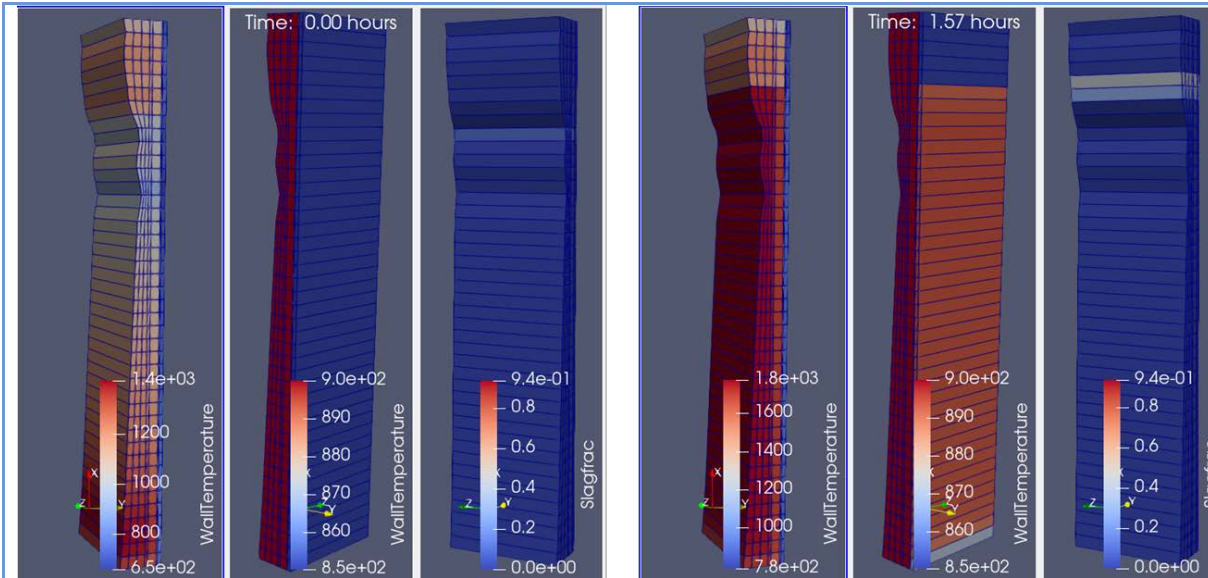 Time: 0.00 hours
1.4e+03
1200
1000
800
6.5e+02
WallTemperature
X
Z
Y
9.0e+02
890
880
870
860
8.5e+02
WallTemperature
X
Z
Y
9.4e-01
0.8
0.6
0.4
0.2
0.0e+00
Slagfrac
Z
Y
Time: 1.57 hours
1.8e+03
1600
1400
1200
1000
7.8e+02
WallTemperature
X
Z
Y
9.0e+02
890
880
870
860
8.5e+02
WallTemperature
X
Z
Y
9.4e-01
0.8
0.6
0.4
0.2
0.0e+00
Z
Y